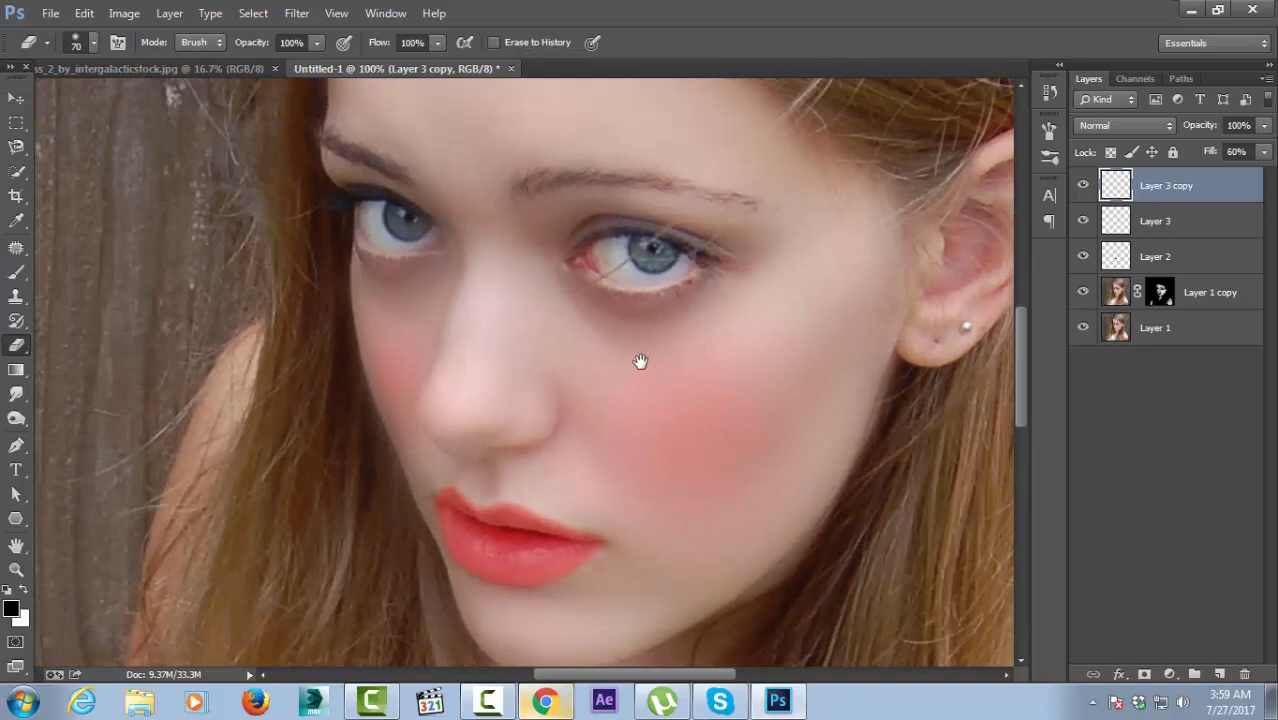 Ps File Edit Image Layer Type Select Filter View Window Help
70 Mode: Brush Opacity: 100% Flow: 100% Erase to History Essentials
ss_2_by_intergalacticstock.jpg @ 16.7% (RGB/8) × Untitled-1 @ 100% (Layer 3 copy, RGB/8) * ×
Layers Channels Paths
Kind
Normal Opacity: 100%
Lock: Fill: 60%
Layer 3 copy
Layer 3
Layer 2
Layer 1 copy
Layer 1
Doc: 9.37M/33.3M
321 Ae Ps
3:59 AM
7/27/2017